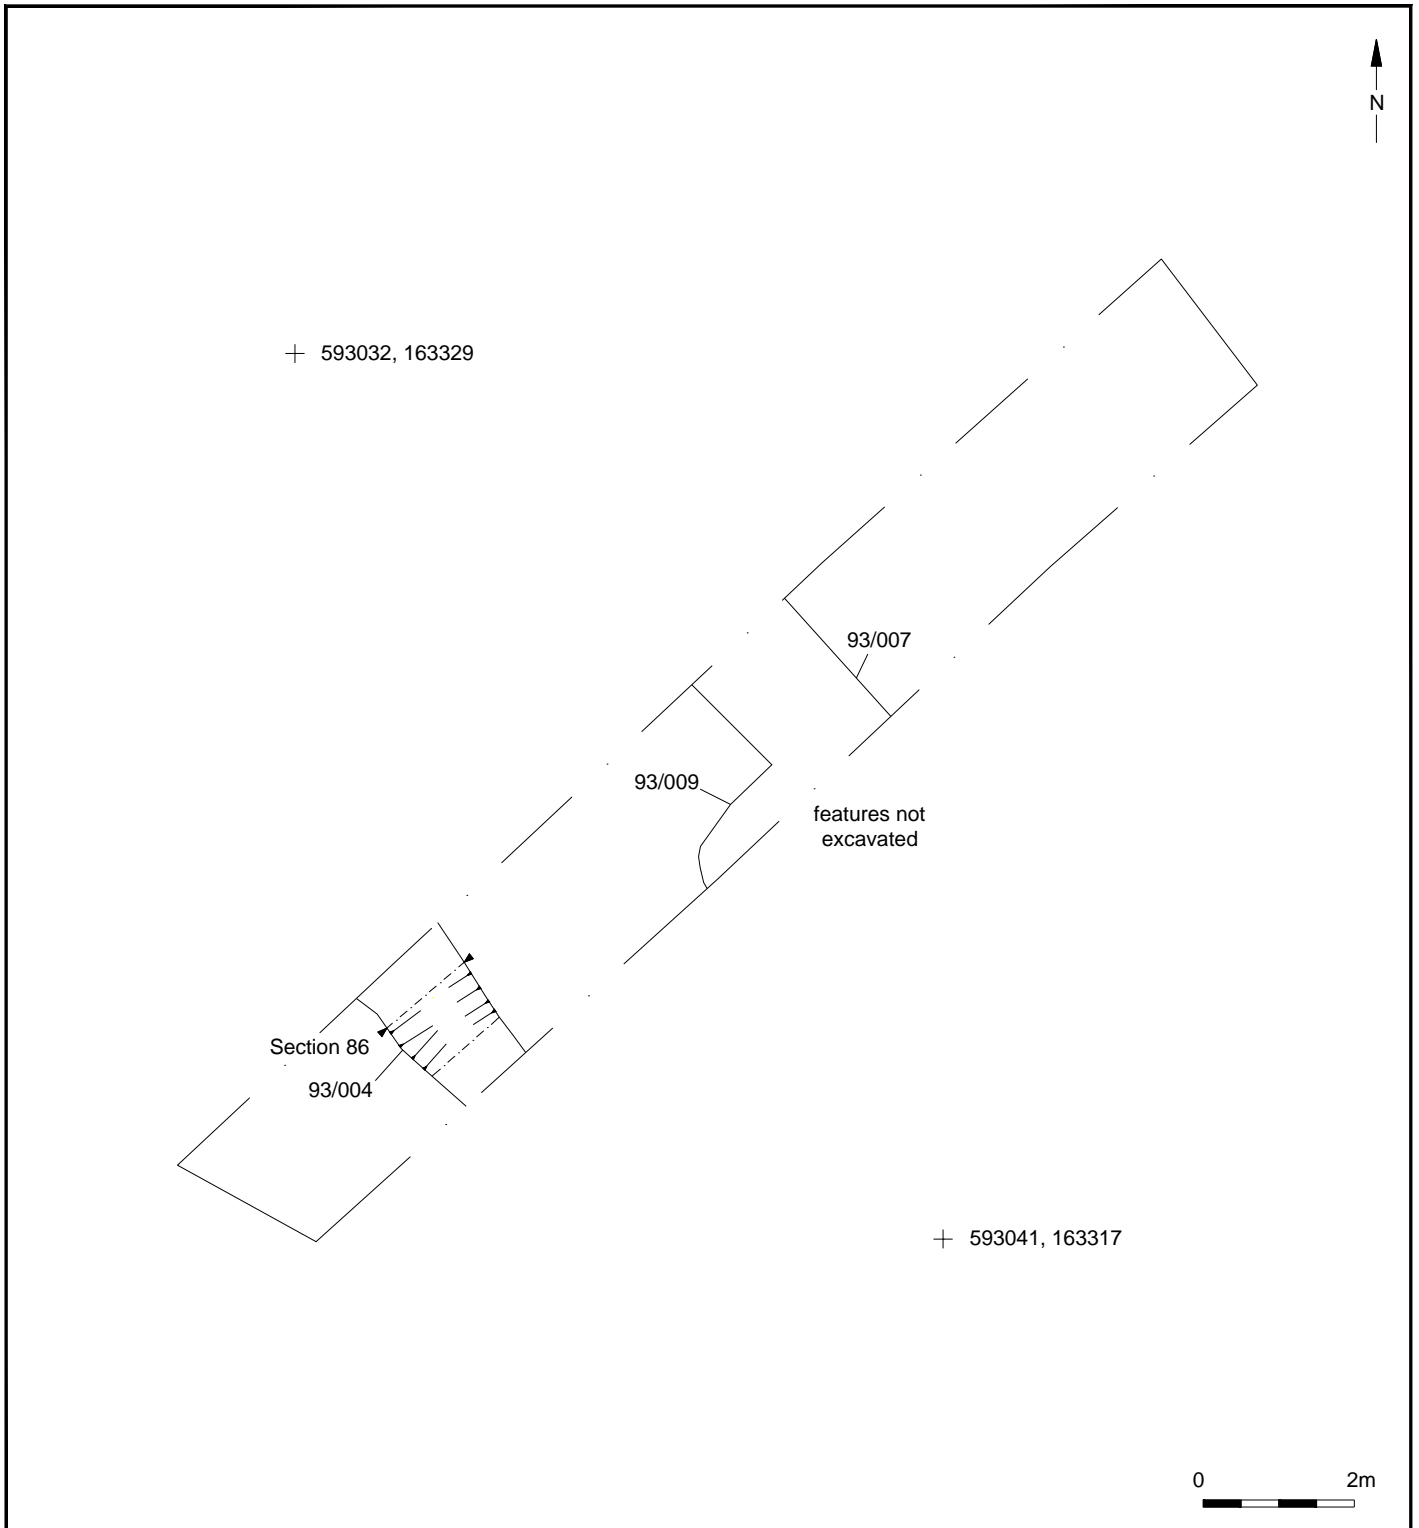 N
593032, 163329
93/007
93/009
features not
excavated
Section 86
93/004
593041, 163317
0 2m